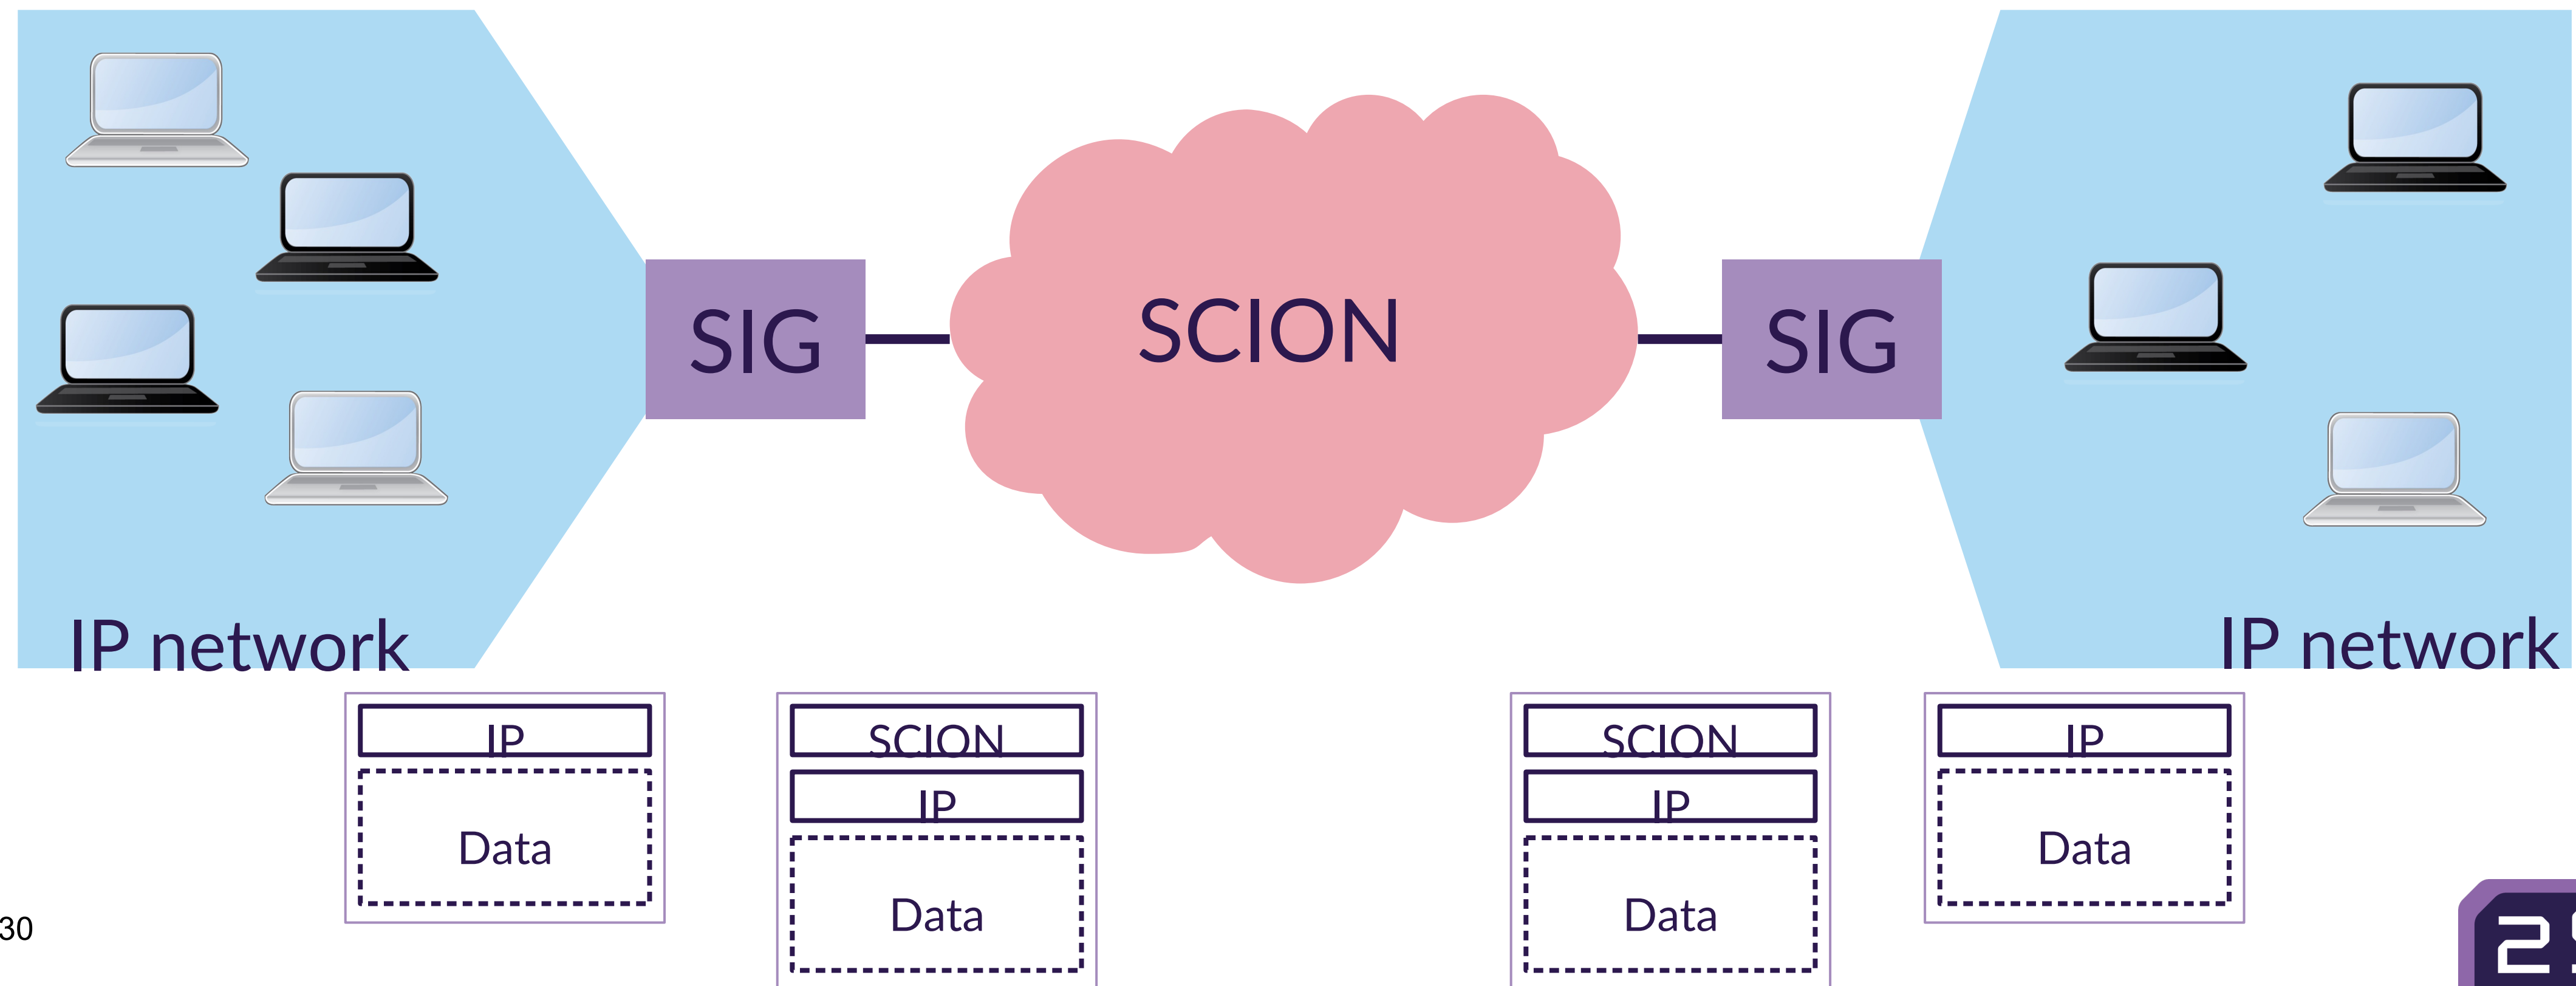 SIG
SCION
SIG
IP network
IP network
IP
Data
SCION
IP
Data
SCION
IP
Data
IP
Data
30